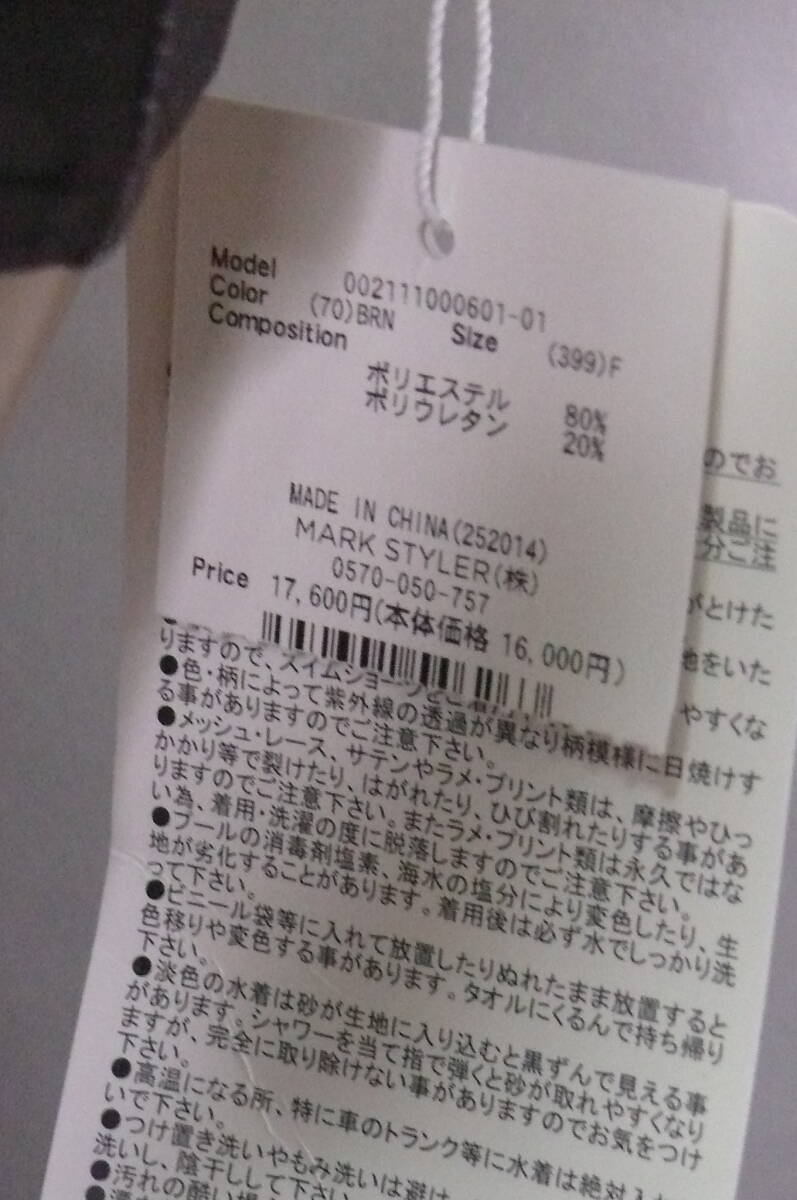 Model 002111000601-01
Color (70)BRN Size (399)F
Composition
ポリエステル 80%
ポリウレタン 20%
MADE IN CHINA(252014)
MARK STYLER(株)
0570-050-757
Price 17,600円(本体価格 16,000円)
のでお
製品に
分ご注
がとけた
地をいた
やすくな
りますので、スイムショーツ
●色・柄によって紫外線の透過が異なり柄模様に日焼けす
る事がありますのでご注意下さい。
●メッシュ・レース、サテンやラメ・プリント類は、摩擦やひっ
かかり等で裂けたり、はがれたり、ひび割れたりする事があ
りますのでご注意下さい。またラメ・プリント類は永久ではな
い為、着用・洗濯の度に脱落しますのでご注意下さい。
●プールの消毒剤塩素、海水の塩分により変色したり、生
地が劣化することがあります。着用後は必ず水でしっかり洗
って下さい。
●ビニール袋等に入れて放置したりぬれたまま放置すると
色移りや変色する事があります。タオルにくるんで持ち帰り
下さい。
●淡色の水着は砂が生地に入り込むと黒ずんで見える事
があります。シャワーを当て指で弾くと砂が取れやすくなり
ますが、完全に取り除けない事がありますのでお気をつけ
下さい。
●高温になる所、特に車のトランク等に水着は絶対入
いで下さい。
●つけ置き洗いやもみ洗いは避け
洗いし、陰干しして下さい
●汚れの酷い場